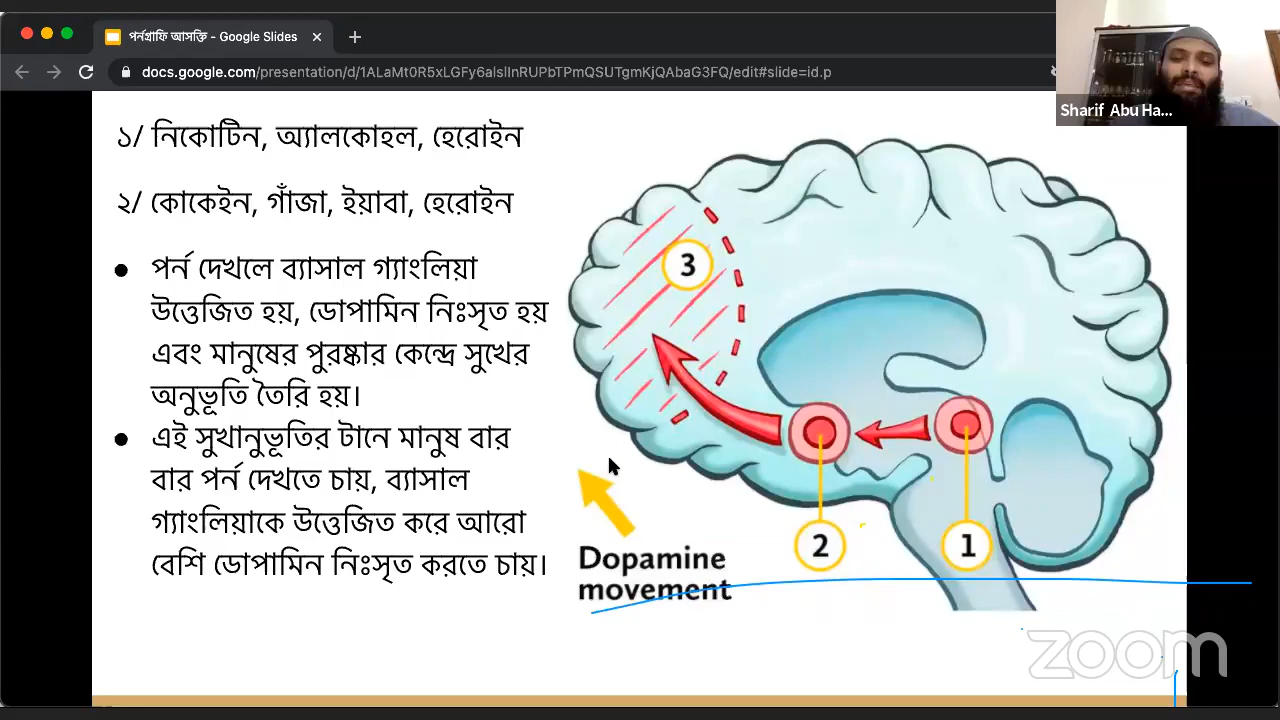 পর্নগ্রাফি আসক্তি - Google Slides
docs.google.com/presentation/d/1ALaMt0R5xLGFy6alsIInRUPbTPmQSUTgmKjQAbaG3FQ/edit#slide=id.p
Sharif Abu Ha...
১/ নিকোটিন, অ্যালকোহল, হেরোইন
২/ কোকেইন, গাঁজা, ইয়াবা, হেরোইন
● পর্ন দেখলে ব্যাসাল গ্যাংলিয়া
উত্তেজিত হয়, ডোপামিন নিঃসৃত হয়
এবং মানুষের পুরষ্কার কেন্দ্রে সুখের
অনুভূতি তৈরি হয়।
● এই সুখানুভূতির টানে মানুষ বার
বার পর্ন দেখতে চায়, ব্যাসাল
গ্যাংলিয়াকে উত্তেজিত করে আরো
বেশি ডোপামিন নিঃসৃত করতে চায়।
3
2
1
Dopamine
movement
zoom